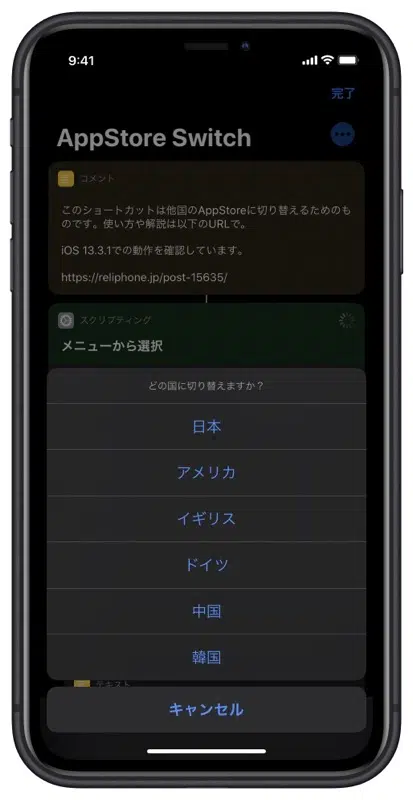 9:41
完了
AppStore Switch
コメント
このショートカットは他国のAppStoreに切り替えるためのも
のです。使い方や解説は以下のURLで。
iOS 13.3.1での動作を確認しています。
https://reliphone.jp/post-15635/
スクリプティング
メニューから選択
どの国に切り替えますか？
日本
アメリカ
イギリス
ドイツ
中国
韓国
テキスト
キャンセル